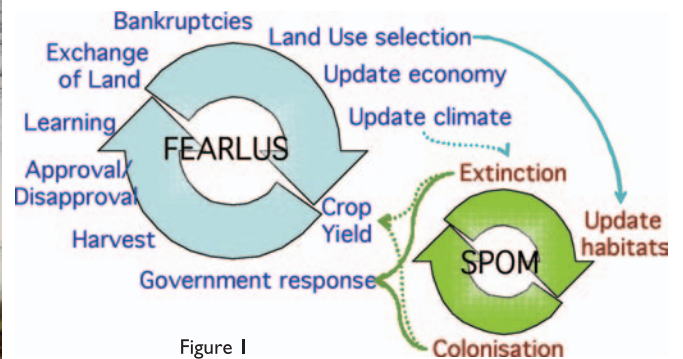 Bankruptcies
Land Use selection
Exchange
of Land
Update economy
Learning
FEARLUS
Update climate
Approval/
Disapproval
Extinction
Crop
Yield
Update
habitats
Harvest
SPOM
Government response
Figure 1
Colonisation